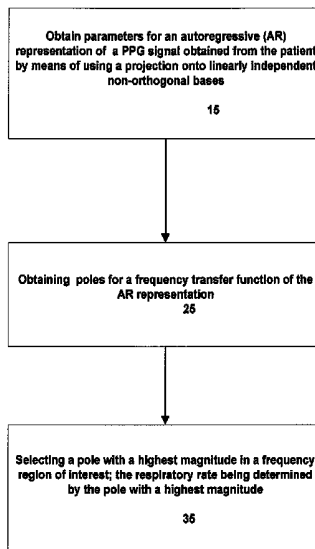 Obtain parameters for an autoregressive (AR)
representation of a PPG signal obtained from the patient
by means of using a projection onto linearly independent
non-orthogonal bases
15
Obtaining poles for a frequency transfer function of the
AR representation
25
Selecting a pole with a highest magnitude in a frequency
region of interest; the respiratory rate being determined
by the pole with a highest magnitude
35